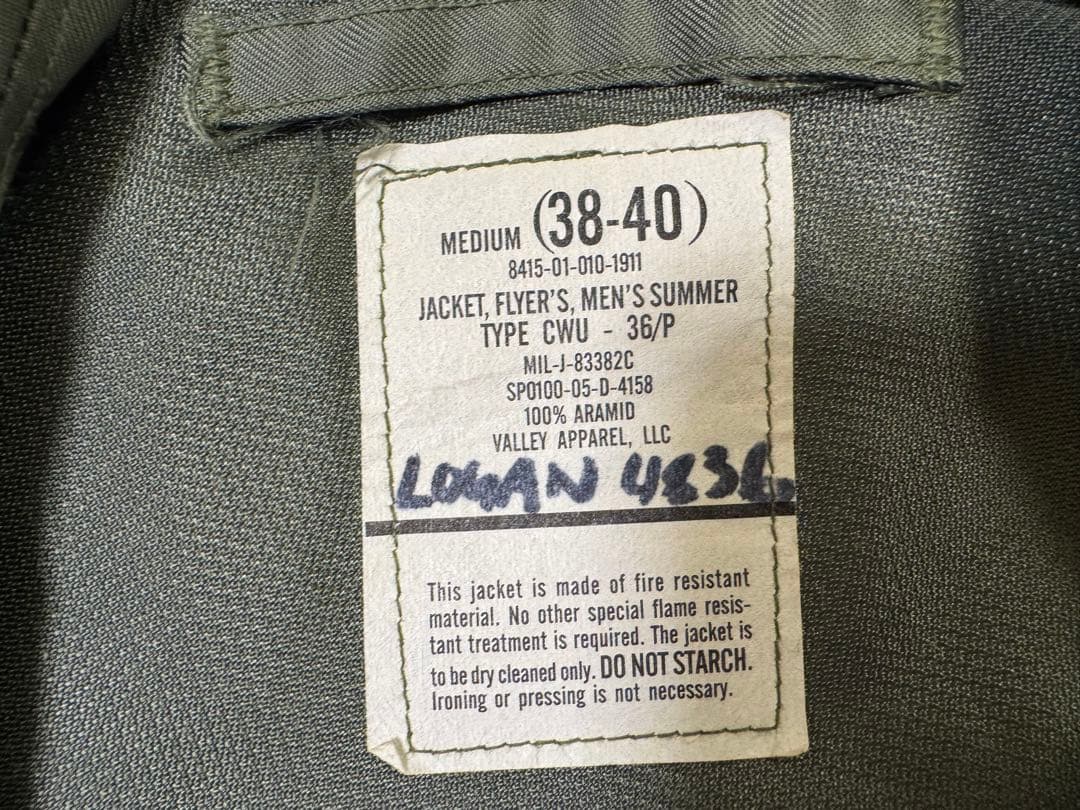 MEDIUM (38-40)
8415-01-010-1911
JACKET, FLYER'S, MEN'S SUMMER
TYPE CWU - 36/P
MIL-J-83382C
SP0100-05-D-4158
100% ARAMID
VALLEY APPAREL, LLC
LOGAN
This jacket is made of fire resistant
material. No other special flame resis-
tant treatment is required. The jacket is
to be dry cleaned only. DO NOT STARCH.
Ironing or pressing is not necessary.